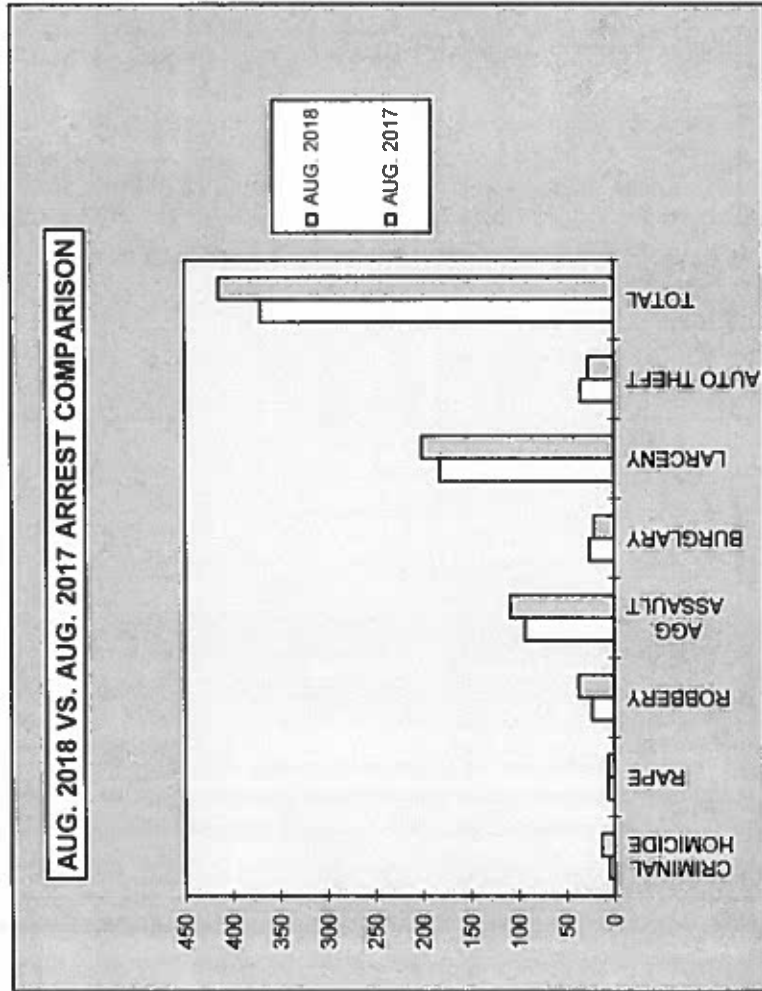 AUG. 2018 VS. AUG. 2017 ARREST COMPARISON
450
400
350
300
250
200
150
100
50
0
CRIMINAL
HOMICIDE
RAPE
ROBBERY
AGG.
ASSAULT
BURGLARY
LARCENY
AUTO THEFT
TOTAL
AUG. 2018
AUG. 2017